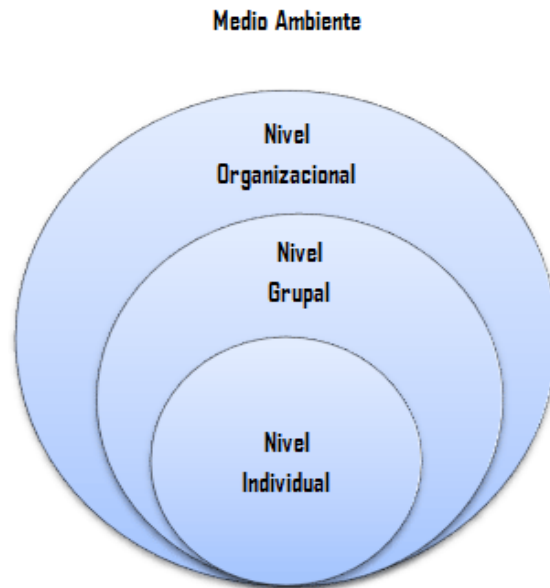 Medio Ambiente
Nivel
Organizacional
Nivel
Grupal
Nivel
Individual